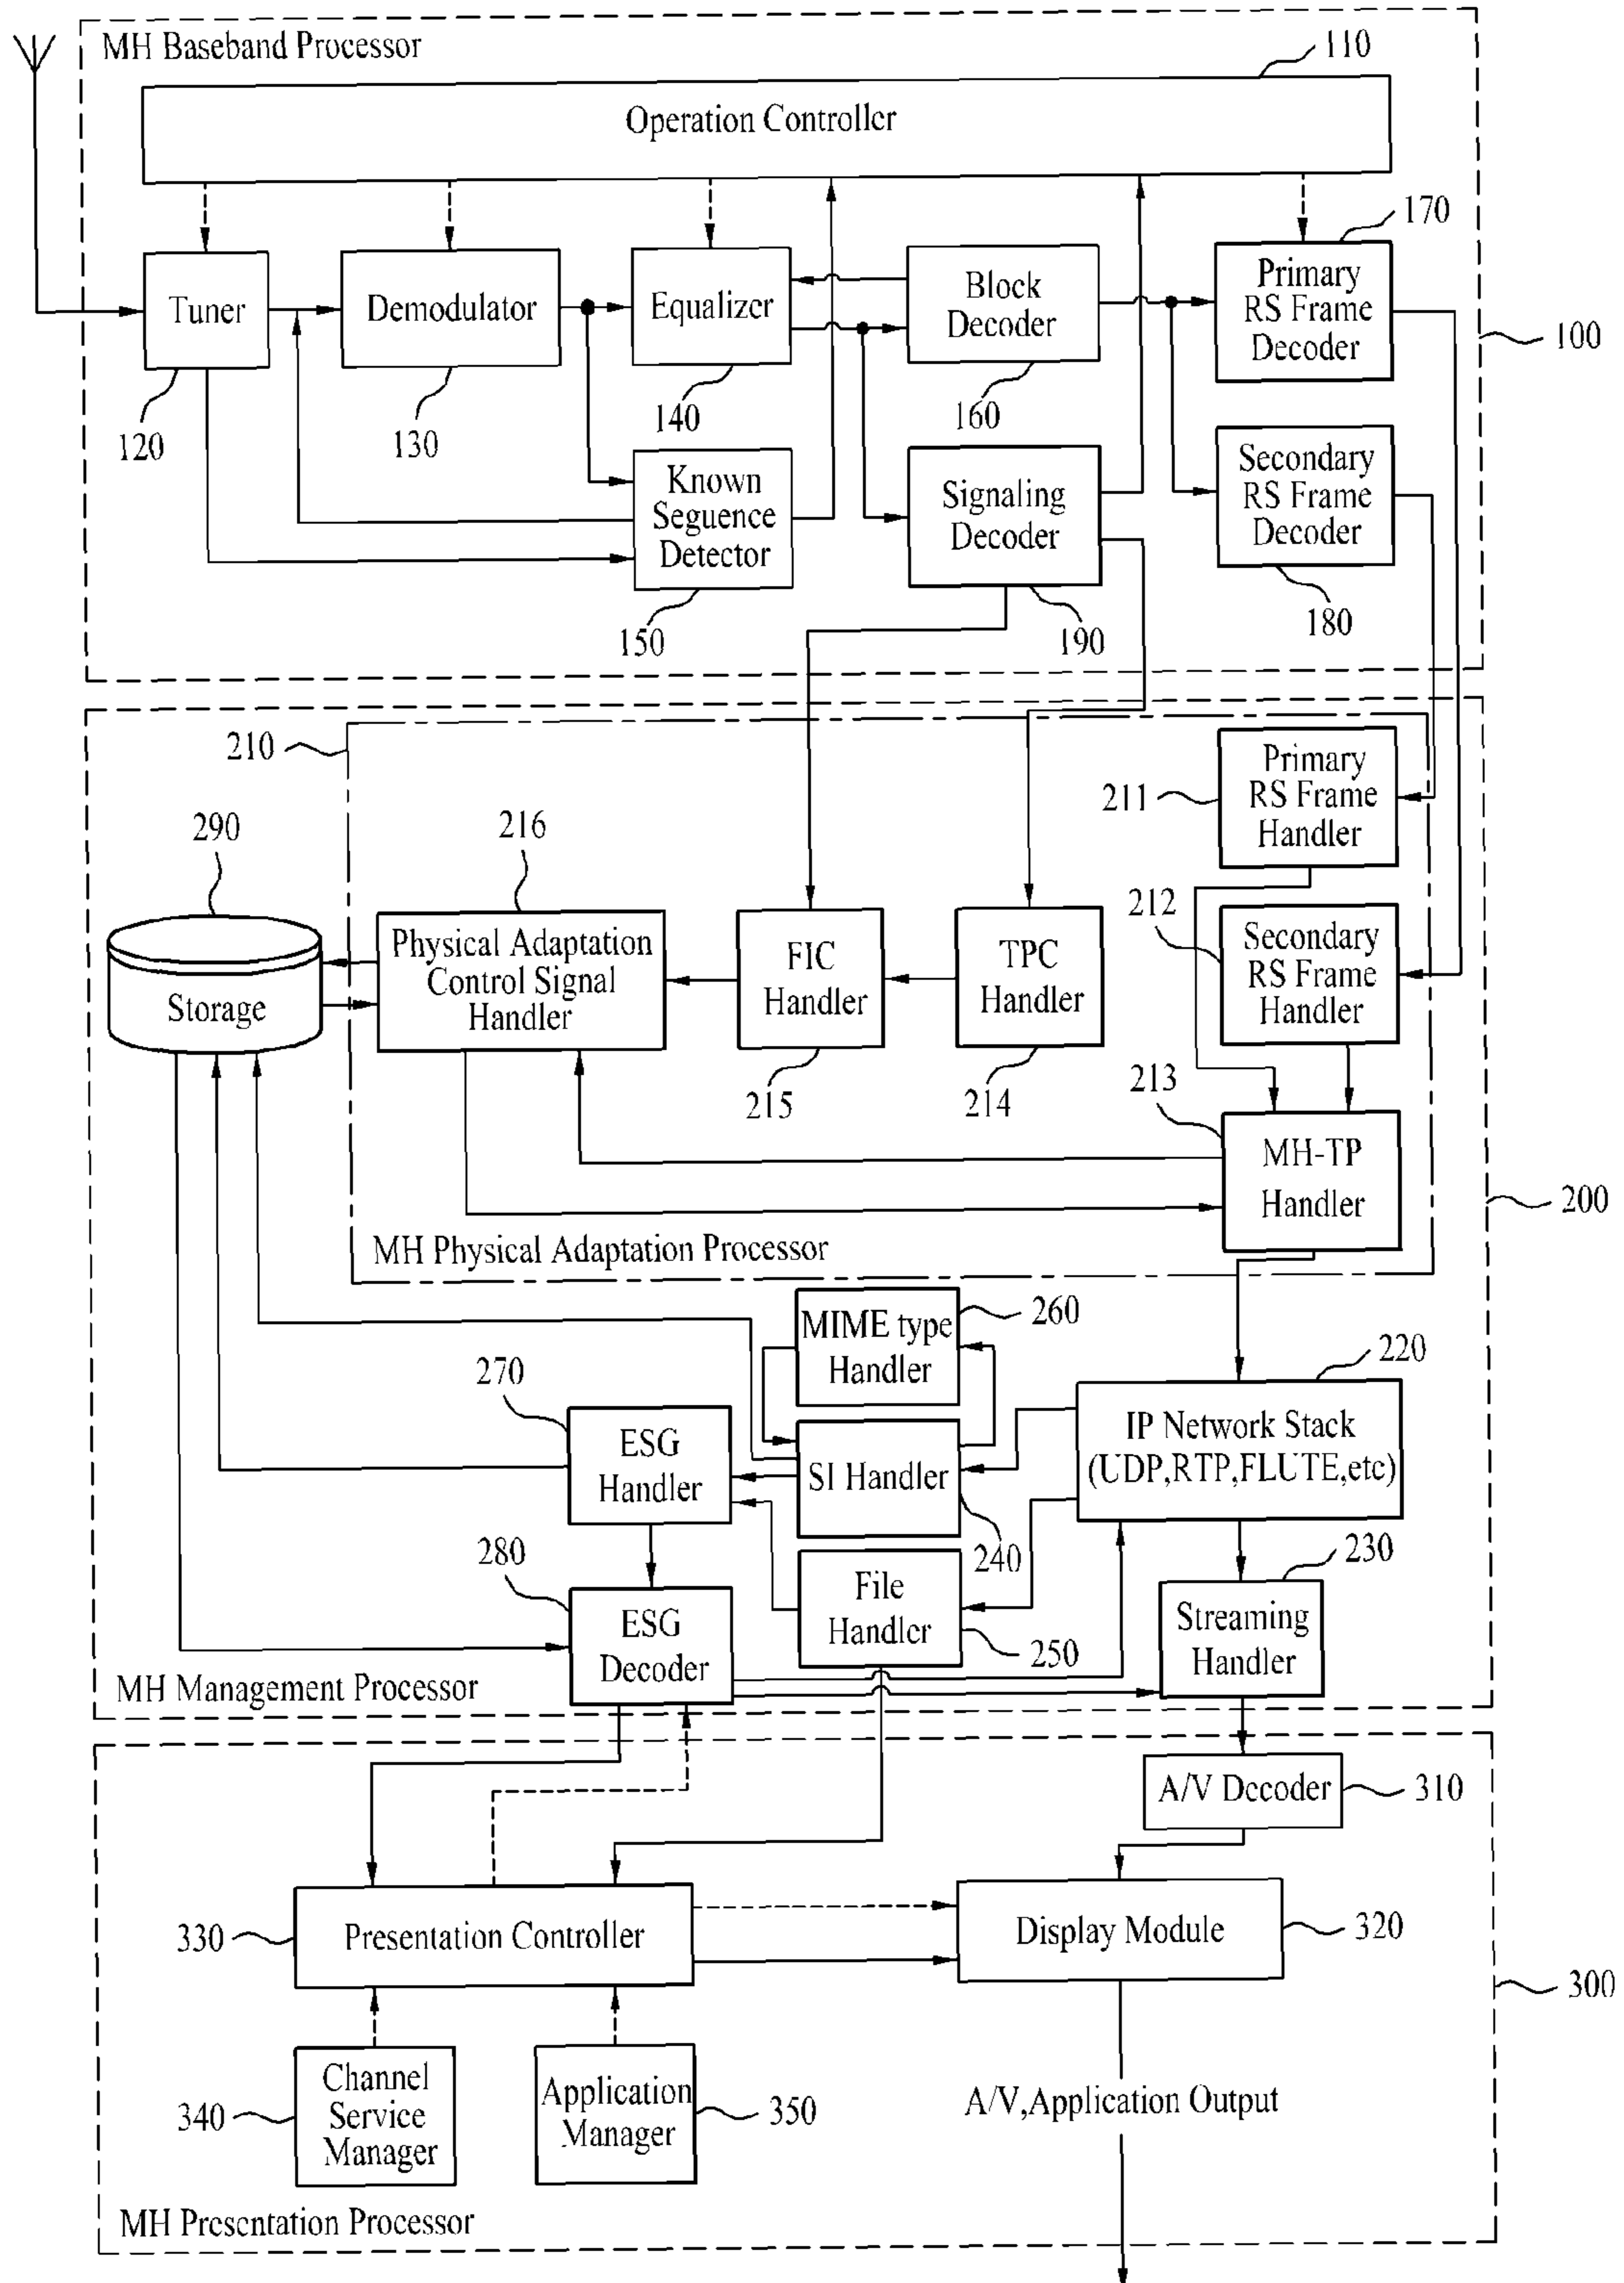 MH Baseband Processor
110
Operation Controller
170
Tuner
Demodulator
Equalizer
Block
Decoder
Primary
RS Frame
Decoder
100
120
130
140
160
Known
Seguence
Detector
Signaling
Decoder
Secondary
RS Frame
Decoder
150
190
180
210
Primary
RS Frame
Handler
211
290
216
212
Storage
Physical Adaptation
Control Signal
Handler
FIC
Handler
TPC
Handler
Secondary
RS Frame
Handler
215
214
213
MH-TP
Handler
200
MH Physical Adaptation Processor
MIME type
Handler
260
220
270
ESG
Handler
SI Handler
IP Network Stack
(UDP,RTP,FLUTE,etc)
240
230
280
ESG
Decoder
File
Handler
250
Streaming
Handler
MH Management Processor
A/V Decoder
310
330
Presentation Controller
Display Module
320
300
340
Channel
Service
Manager
Application
Manager
350
A/V,Application Output
MH Presentation Processor